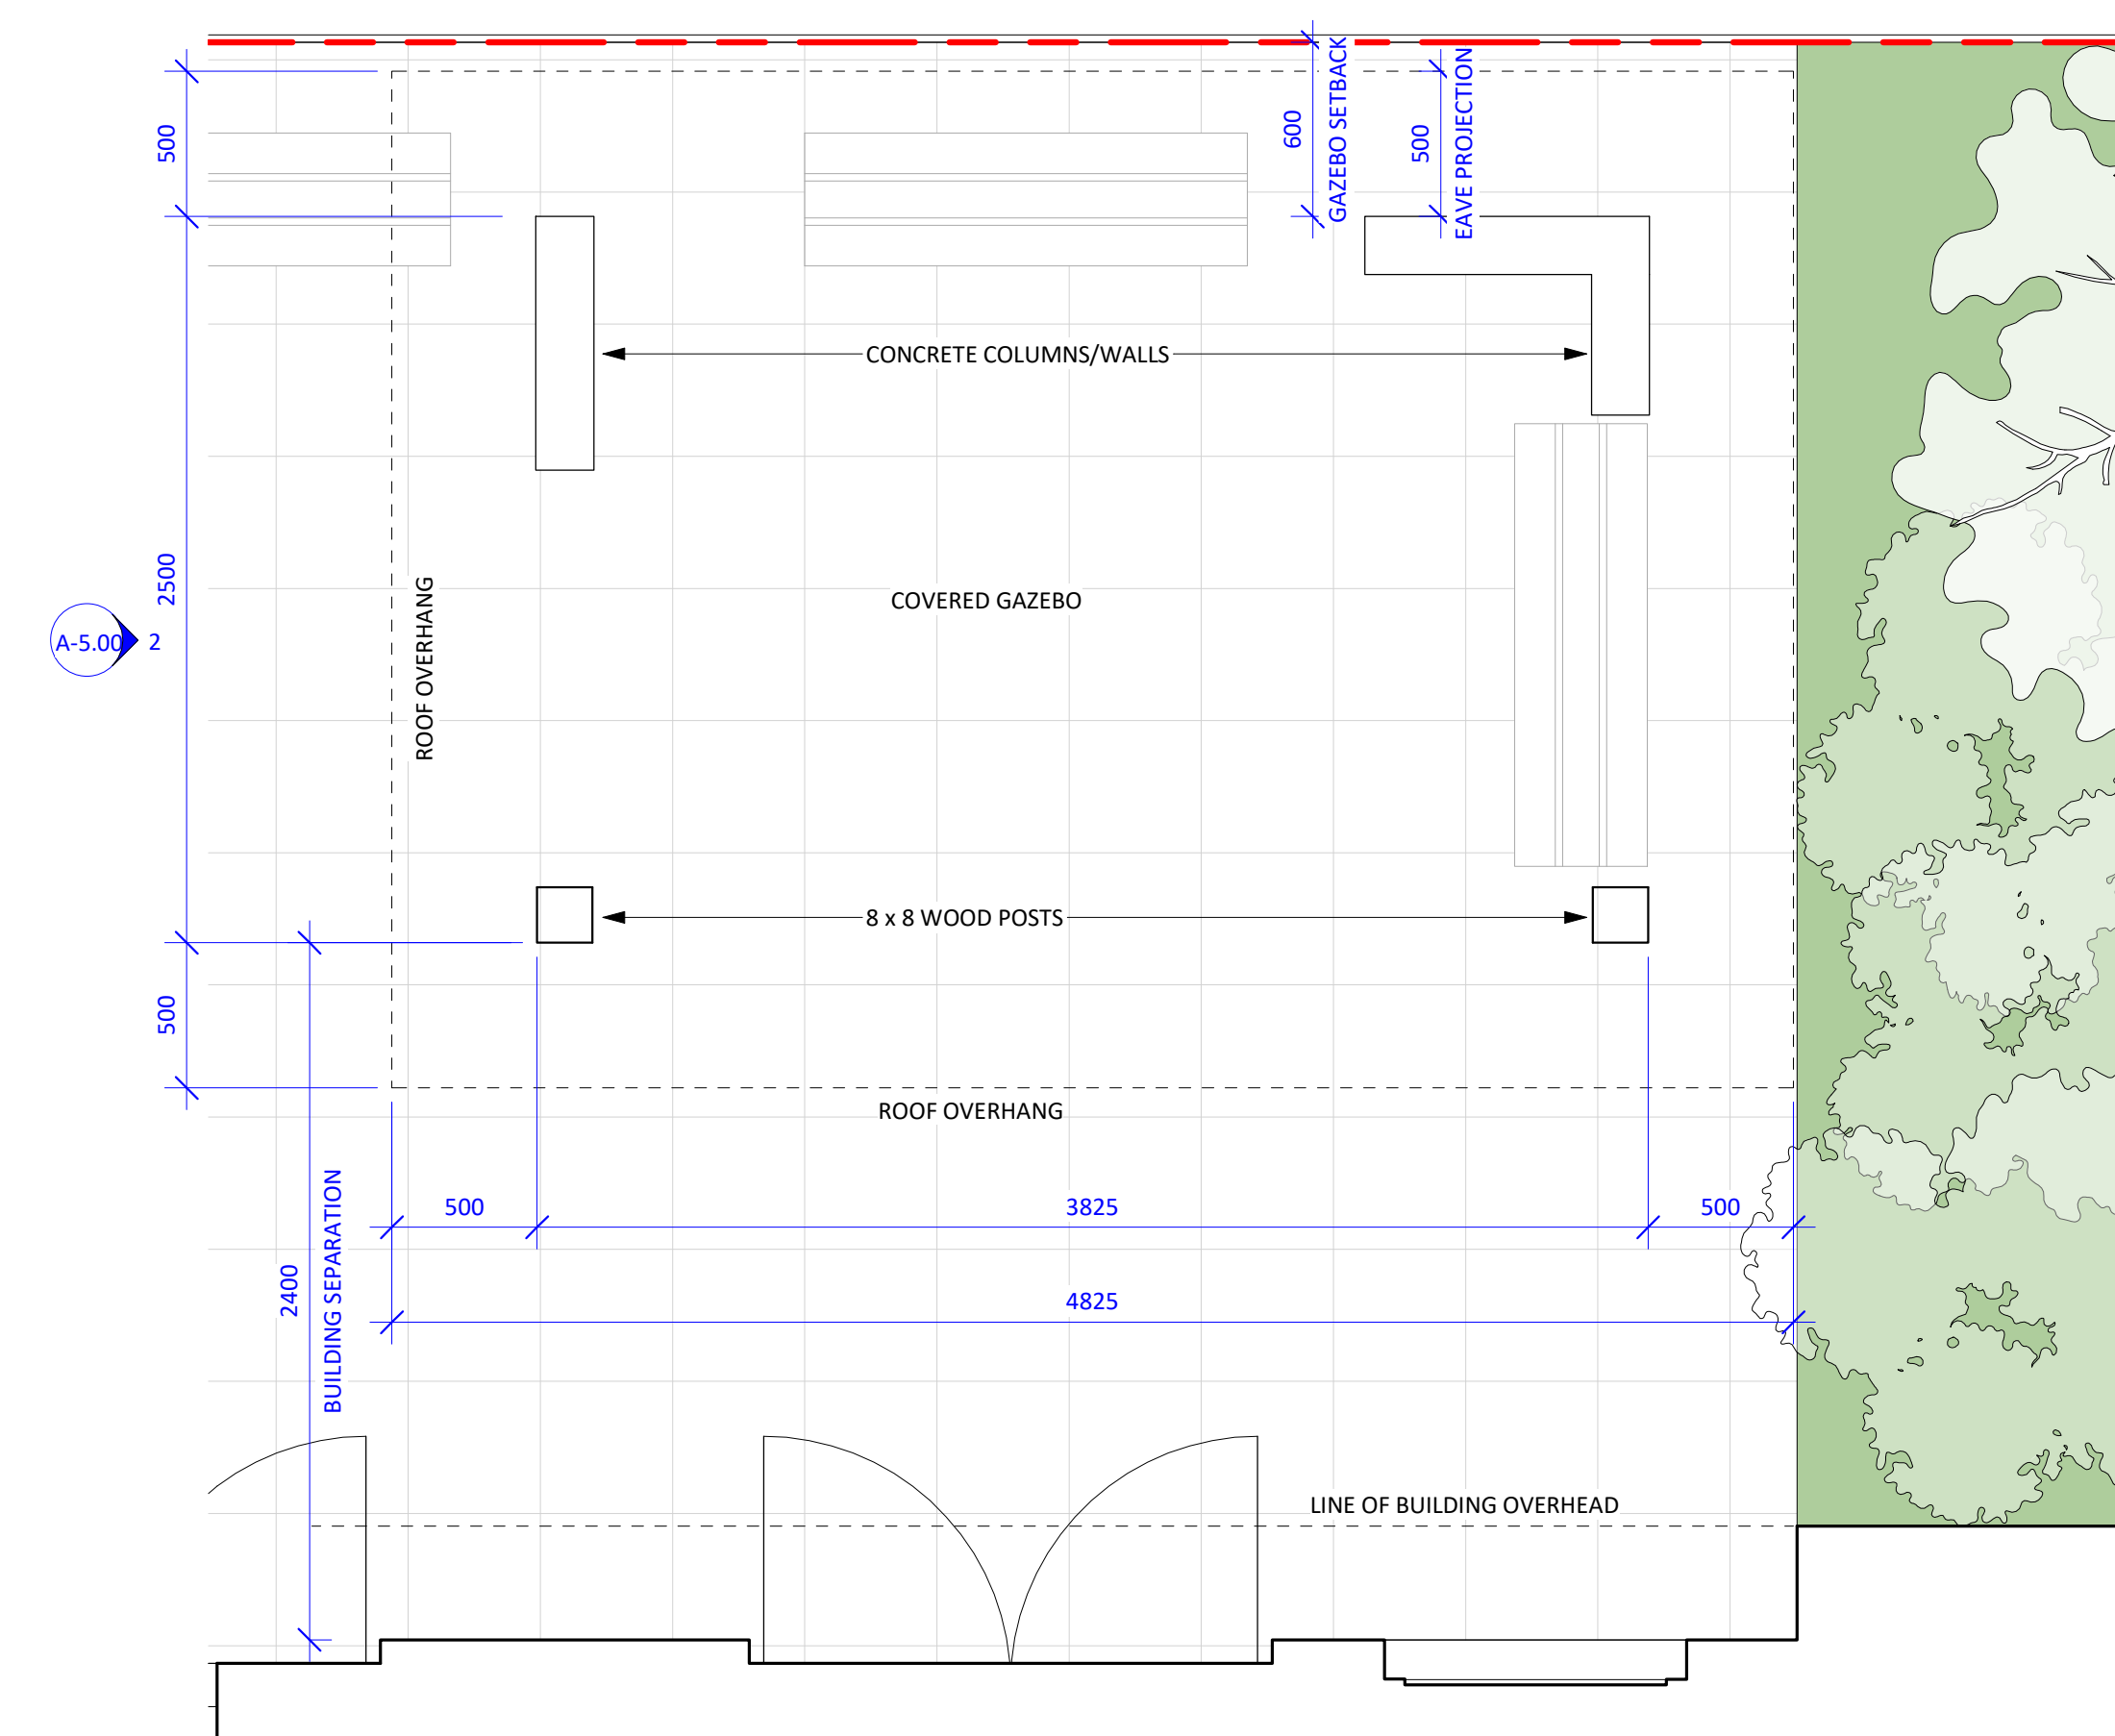 600
GAZEBO SETBACK
500
EAVE PROJECTION
500
CONCRETE COLUMNS/WALLS
2500
COVERED GAZEBO
ROOF OVERHANG
A-5.00
2
8 x 8 WOOD POSTS
500
ROOF OVERHANG
500
3825
500
2400
BUILDING SEPARATION
4825
LINE OF BUILDING OVERHEAD